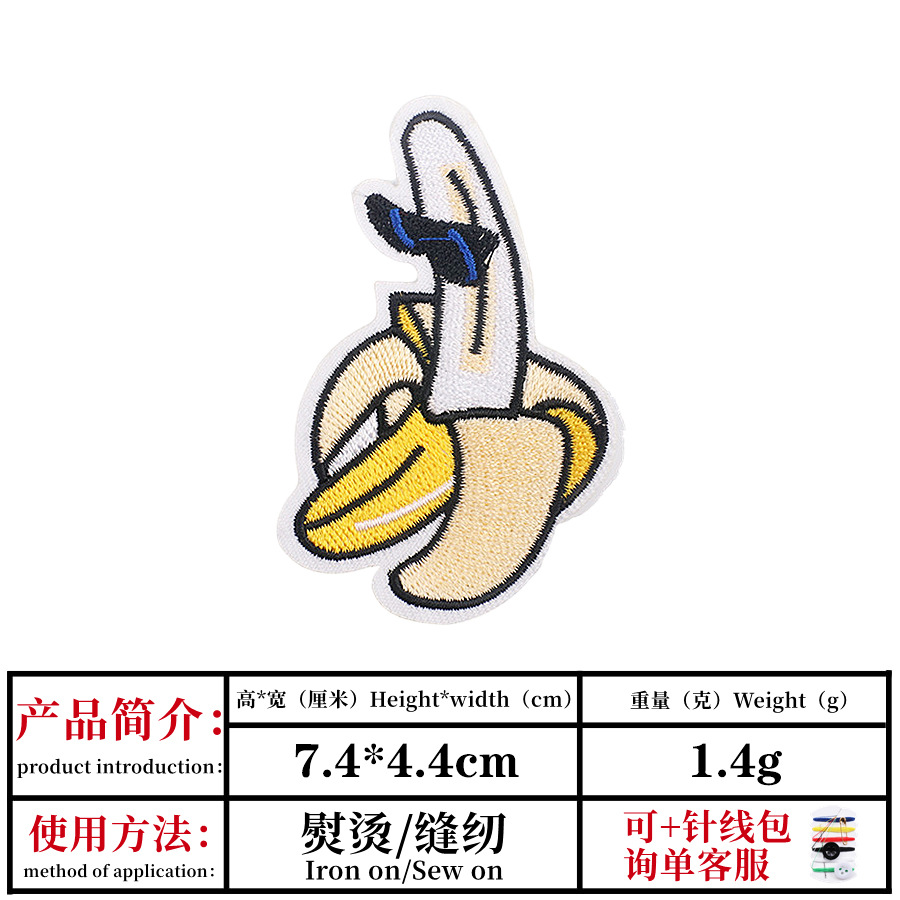 产品简介：
product introduction：
高*宽（厘米）Height*width（cm）
7.4*4.4cm
重量（克）Weight（g）
1.4g
使用方法：
method of application：
熨烫/缝纫
Iron on/Sew on
可+针线包
询单客服